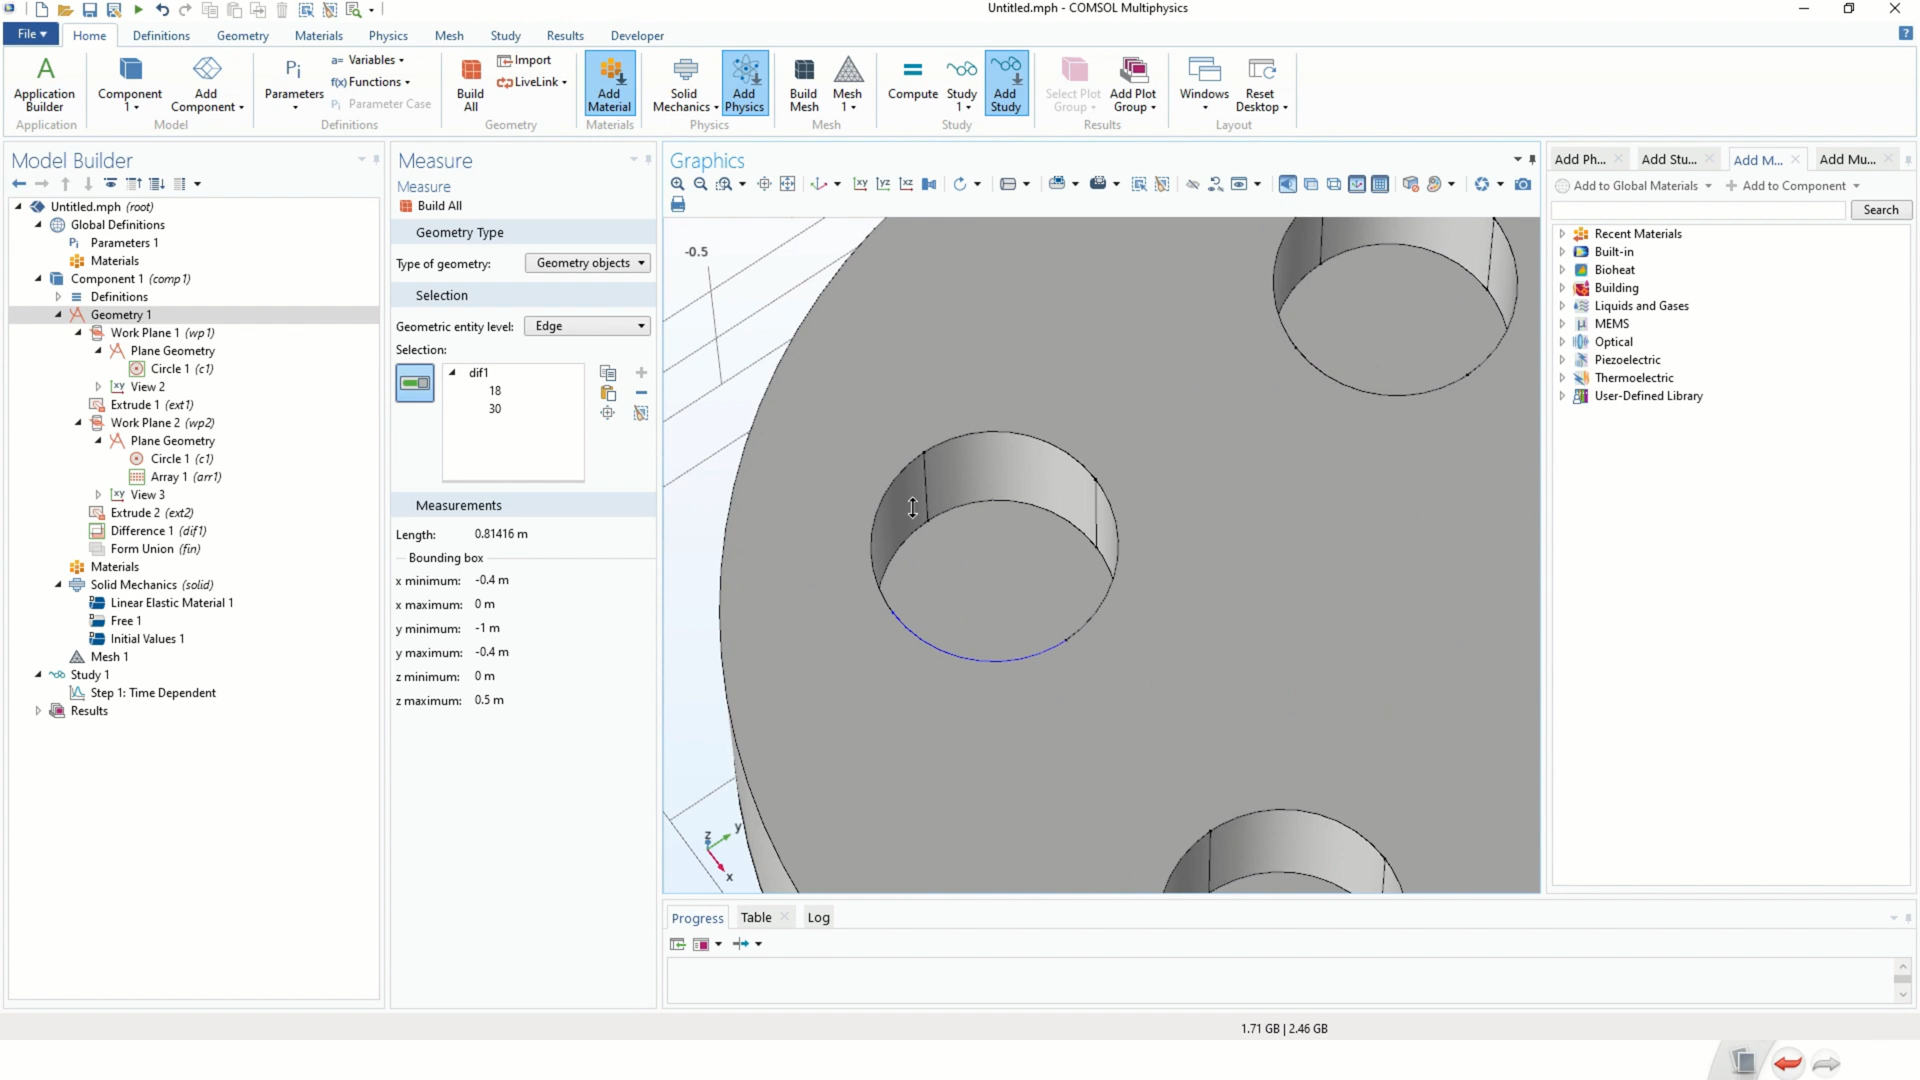 Untitled.mph - COMSOL Multiphysics
File Home Definitions Geometry Materials Physics Mesh Study Results Developer
Application Builder
Application
Component 1
Add Component
Model
Parameters
a= Variables
f(x) Functions
Pi Parameter Case
Definitions
Build All
Import
LiveLink
Geometry
Add Material
Materials
Solid Mechanics
Add Physics
Physics
Build Mesh
Mesh 1
Mesh
Compute
Study 1
Add Study
Study
Select Plot Group
Add Plot Group
Results
Windows
Reset Desktop
Layout
Model Builder
Untitled.mph (root)
Global Definitions
Pi Parameters 1
Materials
Component 1 (comp1)
Definitions
Geometry 1
Work Plane 1 (wp1)
Plane Geometry
Circle 1 (c1)
xy View 2
Extrude 1 (ext1)
Work Plane 2 (wp2)
Plane Geometry
Circle 1 (c1)
Array 1 (arr1)
xy View 3
Extrude 2 (ext2)
Difference 1 (dif1)
Form Union (fin)
Materials
Solid Mechanics (solid)
Linear Elastic Material 1
Free 1
Initial Values 1
Mesh 1
Study 1
Step 1: Time Dependent
Results
Measure
Measure
Build All
Geometry Type
Type of geometry: Geometry objects
Selection
Geometric entity level: Edge
Selection:
dif1
18
30
Measurements
Length: 0.81416 m
Bounding box
x minimum: -0.4 m
x maximum: 0 m
y minimum: -1 m
y maximum: -0.4 m
z minimum: 0 m
z maximum: 0.5 m
Graphics
xy yz xz
-0.5
z y
x
Progress Table Log
Add Ph... Add Stu... Add M... Add Mu...
Add to Global Materials Add to Component
Search
Recent Materials
Built-in
Bioheat
Building
Liquids and Gases
MEMS
Optical
Piezoelectric
Thermoelectric
User-Defined Library
1.71 GB | 2.46 GB